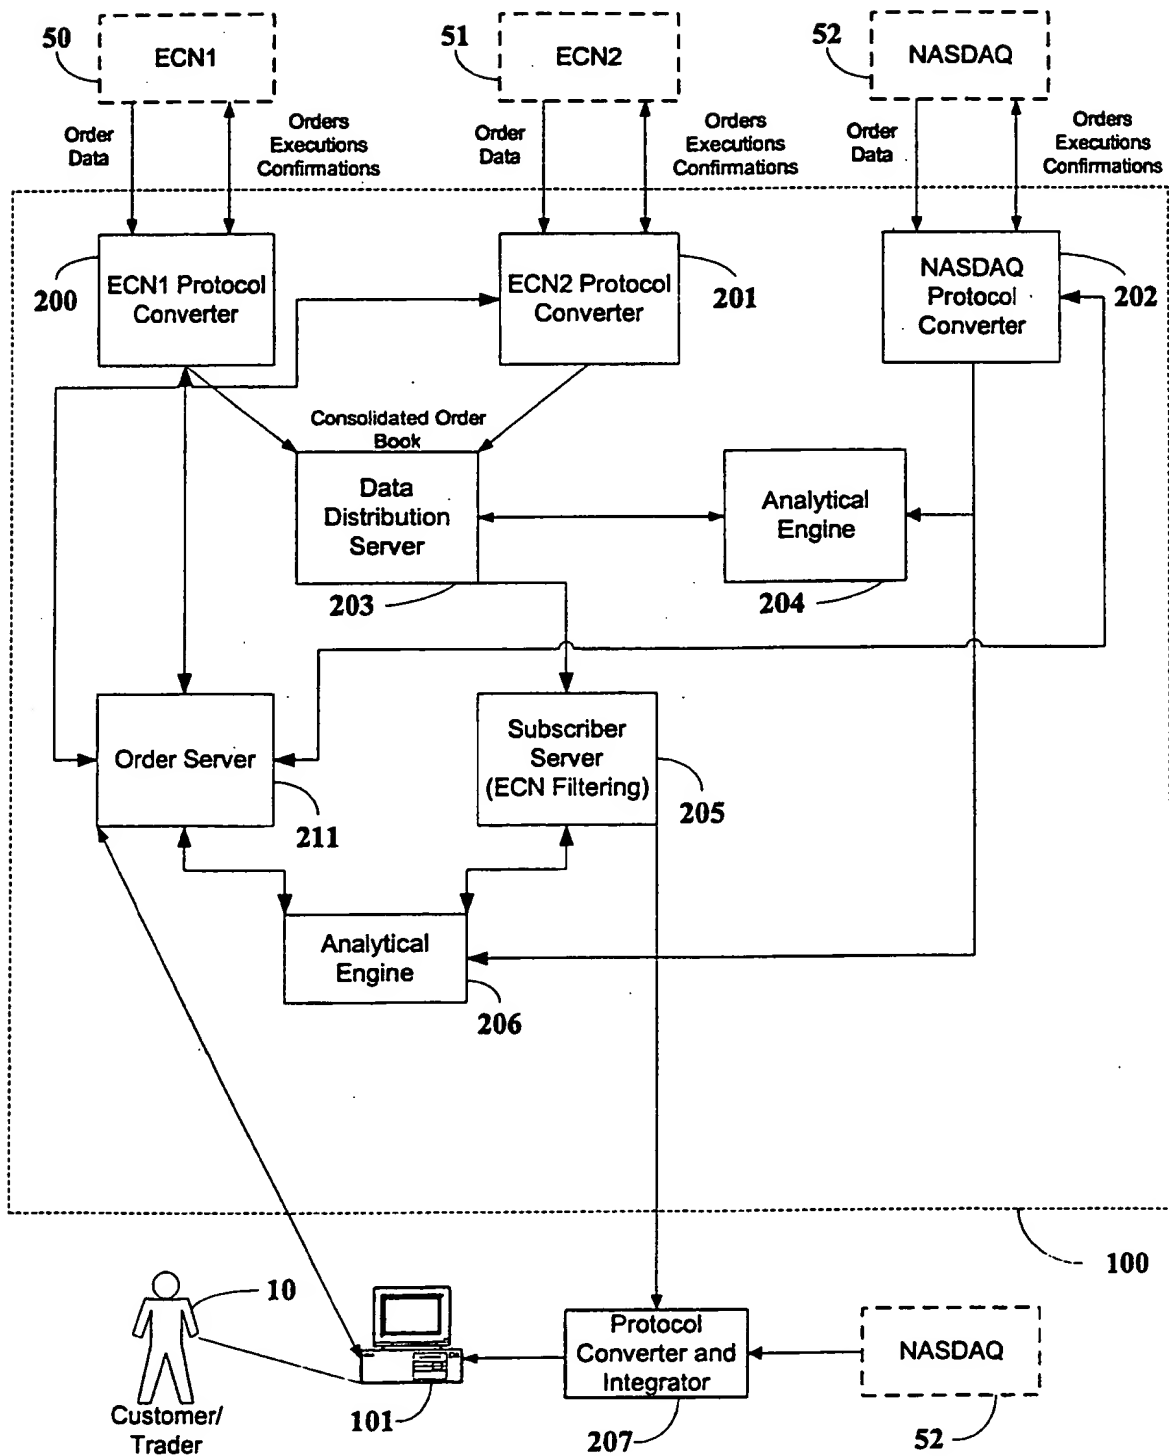 50
ECN1
51
ECN2
52
NASDAQ
Order
Data
Orders
Executions
Confirmations
Order
Data
Orders
Executions
Confirmations
Order
Data
Orders
Executions
Confirmations
200
ECN1 Protocol
Converter
ECN2 Protocol
Converter
201
NASDAQ
Protocol
Converter
202
Consolidated Order
Book
Data
Distribution
Server
203
Analytical
Engine
204
Order Server
211
Subscriber
Server
(ECN Filtering)
205
Analytical
Engine
206
100
10
Customer/
Trader
101
Protocol
Converter and
Integrator
207
NASDAQ
52